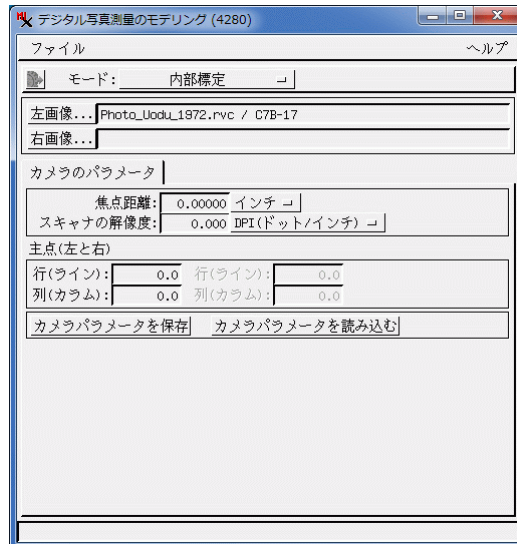 デジタル写真測量のモデリング (4280)
ファイル ヘルプ
モード: 内部標定
左画像... Photo_Uodu_1972.rvc / C7B-17
右画像...
カメラのパラメータ
焦点距離: 0.00000 インチ
スキャナの解像度: 0.000 DPI(ドット/インチ)
主点(左と右)
行(ライン): 0.0 行(ライン): 0.0
列(カラム): 0.0 列(カラム): 0.0
カメラパラメータを保存 カメラパラメータを読み込む